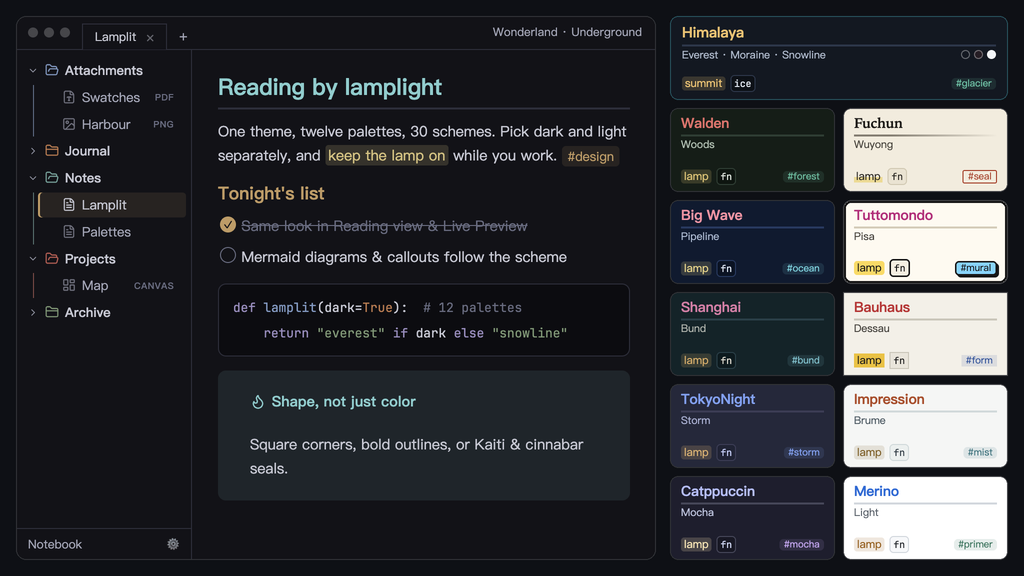 Lamplit
Wonderland · Underground
Attachments
Swatches PDF
Harbour PNG
Journal
Notes
Lamplit
Palettes
Projects
Map CANVAS
Archive
Notebook
Reading by lamplight
One theme, twelve palettes, 30 schemes. Pick dark and light
separately, and keep the lamp on while you work. #design
Tonight's list
Same look in Reading view & Live Preview
Mermaid diagrams & callouts follow the scheme
def lamplit(dark=True): # 12 palettes
return "everest" if dark else "snowline"
Shape, not just color
Square corners, bold outlines, or Kaiti & cinnabar
seals.
Himalaya
Everest · Moraine · Snowline
summit ice #glacier
Walden
Woods
lamp fn #forest
Fuchun
Wuyong
lamp fn #seal
Big Wave
Pipeline
lamp fn #ocean
Tuttomondo
Pisa
lamp fn #mural
Shanghai
Bund
lamp fn #bund
Bauhaus
Dessau
lamp fn #form
TokyoNight
Storm
lamp fn #storm
Impression
Brume
lamp fn #mist
Catppuccin
Mocha
lamp fn #mocha
Merino
Light
lamp fn #primer